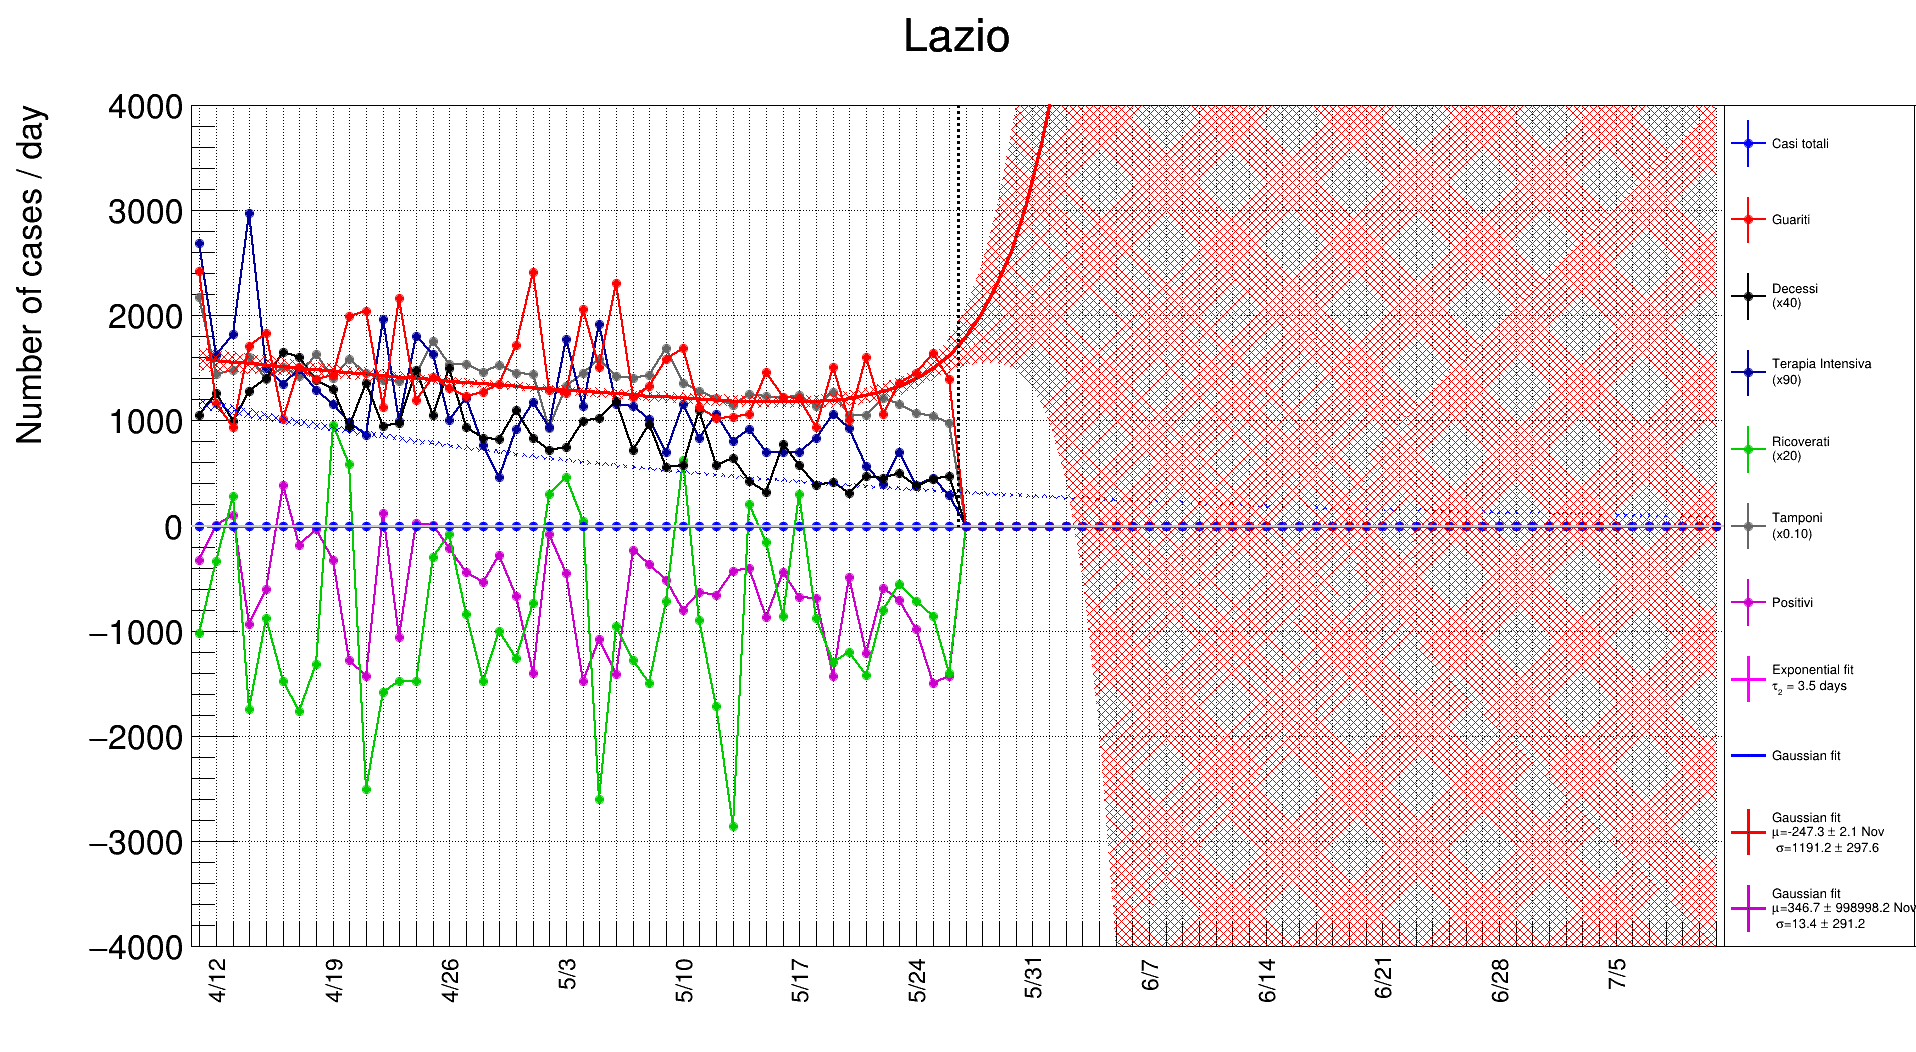 Lazio
Number of cases / day
4000
3000
2000
1000
0
−1000
−2000
−3000
−4000
4/12
4/19
4/26
5/3
5/10
5/17
5/24
5/31
6/7
6/14
6/21
6/28
7/5
Casi totali
Guariti
Decessi
(x40)
Terapia Intensiva
(x90)
Ricoverati
(x20)
Tamponi
(x0.10)
Positivi
Exponential fit
τ2 = 3.5 days
Gaussian fit
Gaussian fit
μ=-247.3 ± 2.1 Nov
σ=1191.2 ± 297.6
Gaussian fit
μ=346.7 ± 998998.2 Nov
σ=13.4 ± 291.2